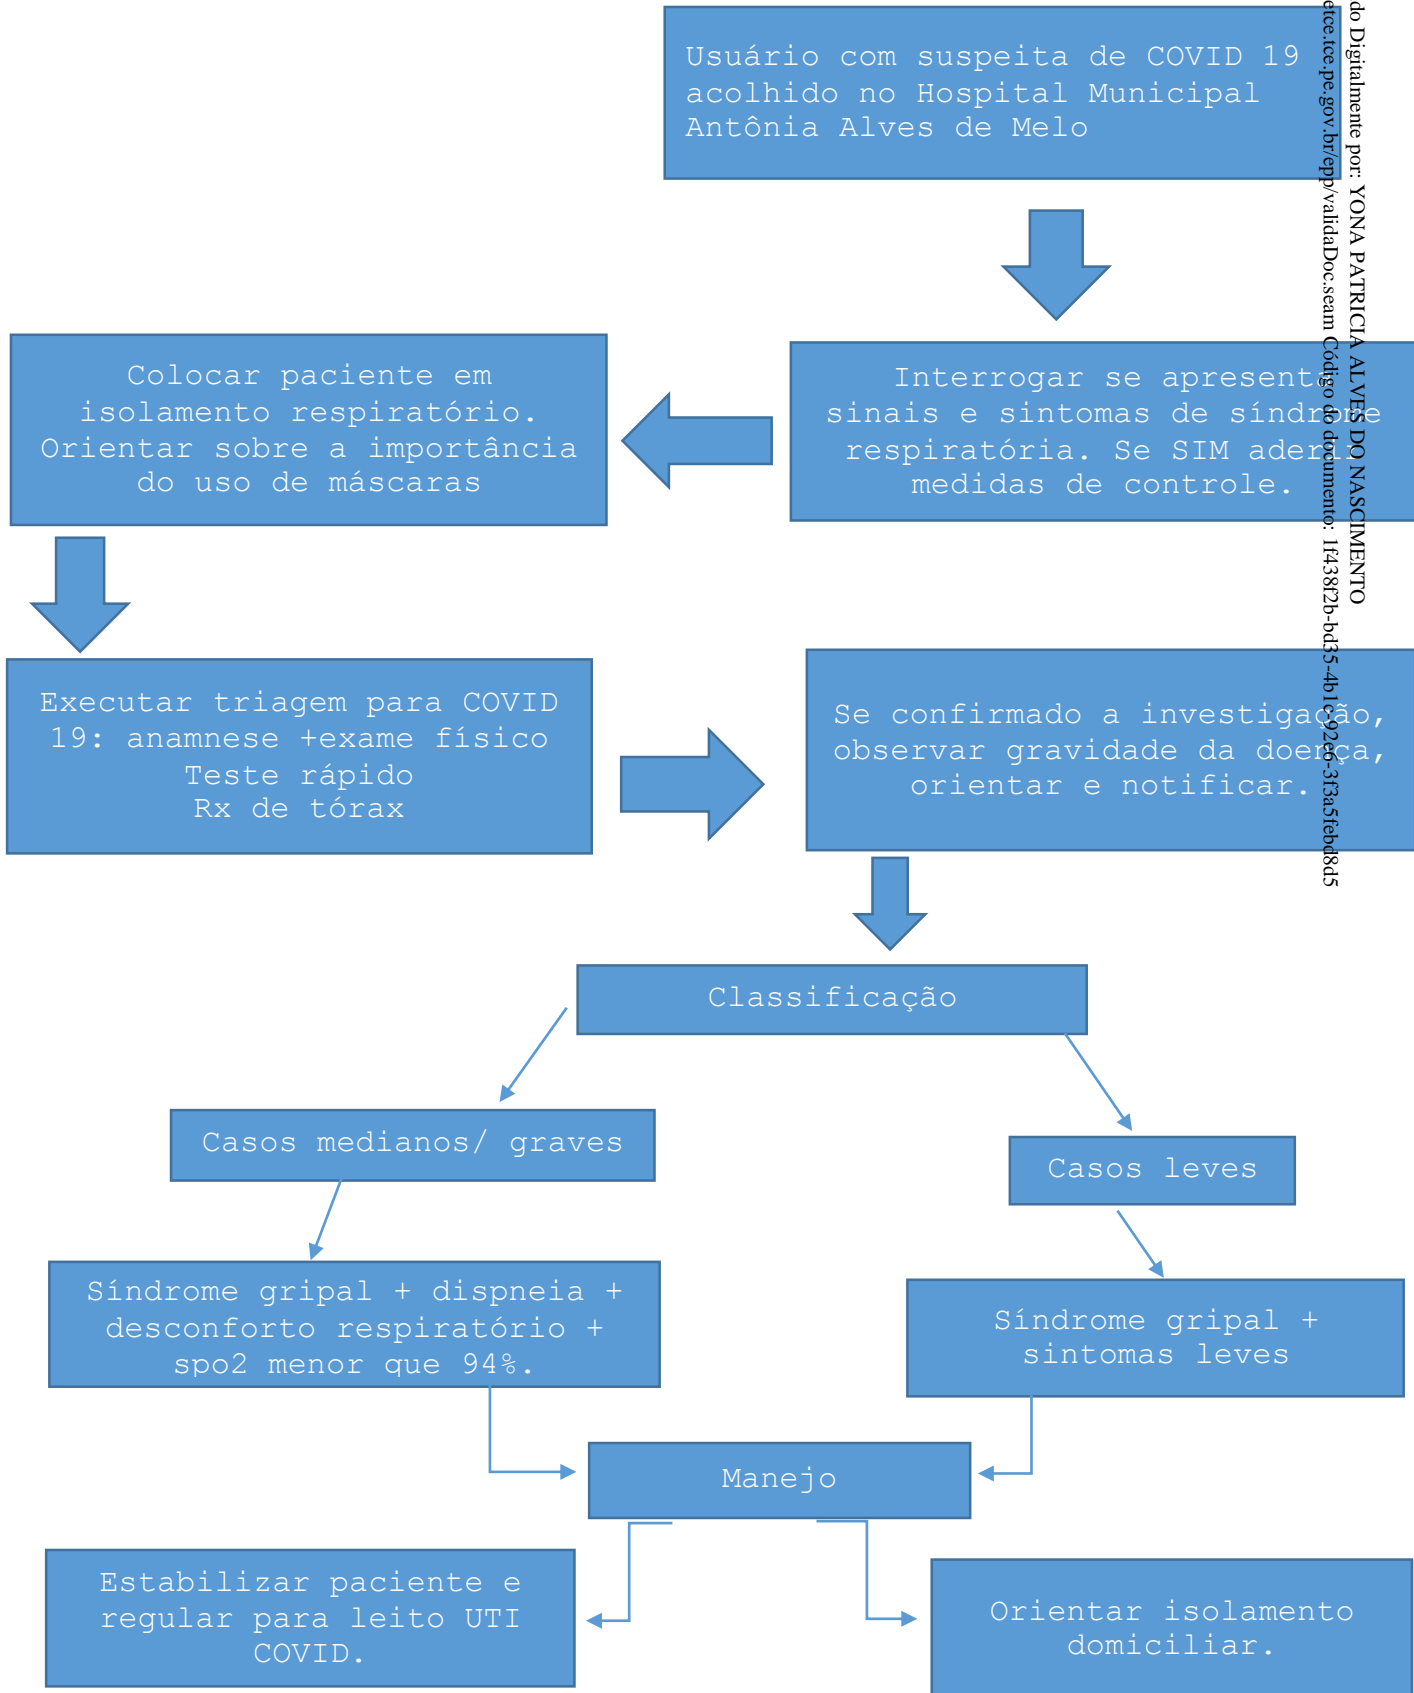 Usuário com suspeita de COVID 19
acolhido no Hospital Municipal
Antônia Alves de Melo
Interrogar se apresenta
sinais e sintomas de síndrome
respiratória. Se SIM aderir
medidas de controle.
Colocar paciente em
isolamento respiratório.
Orientar sobre a importância
do uso de máscaras
Executar triagem para COVID
19: anamnese +exame físico
Teste rápido
Rx de tórax
Se confirmado a investigação,
observar gravidade da doença,
orientar e notificar.
Classificação
Casos medianos/ graves
Casos leves
Síndrome gripal + dispneia +
desconforto respiratório +
spo2 menor que 94%.
Síndrome gripal +
sintomas leves
Manejo
Estabilizar paciente e
regular para leito UTI
COVID.
Orientar isolamento
domiciliar.
do Digitalmente por: YONA PATRICIA ALVES DO NASCIMENTO
etce.tce.pe.gov.br/epp/validaDoc.seam Código do documento: 1f438f2b-bd35-4b1c-92e6-3f3a5febd8d5